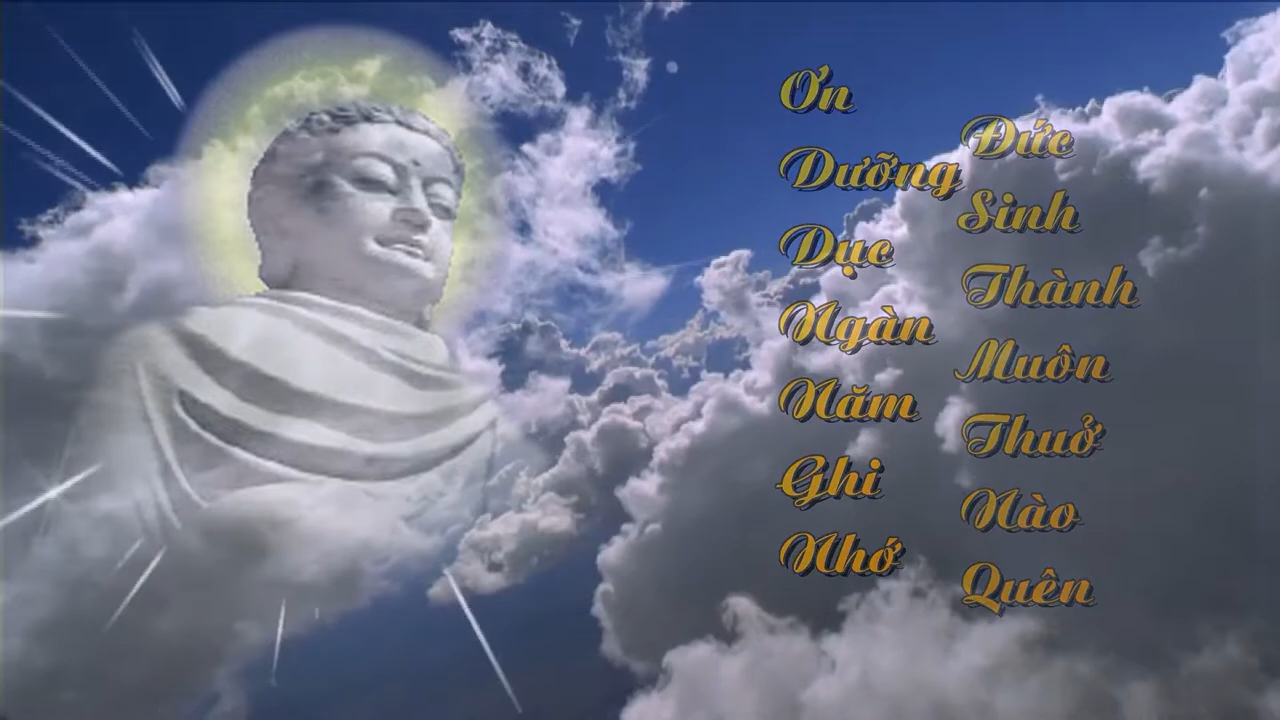 Ơn
Dưỡng
Dục
Ngàn
Năm
Ghi
Nhớ
Đức
Sinh
Thành
Muôn
Thuở
Nào
Quên